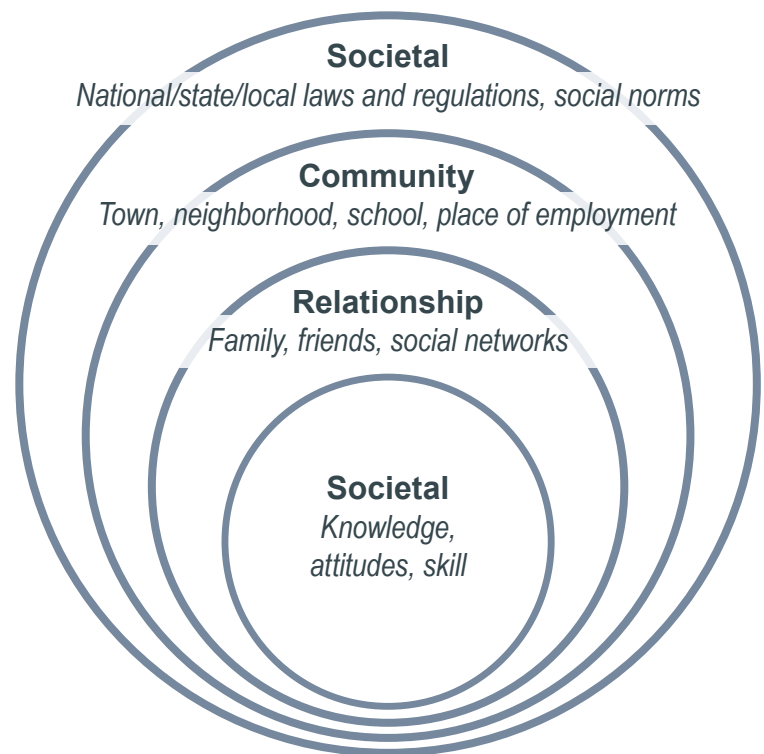 Societal
National/state/local laws and regulations, social norms
Community
Town, neighborhood, school, place of employment
Relationship
Family, friends, social networks
Societal
Knowledge,
attitudes, skill